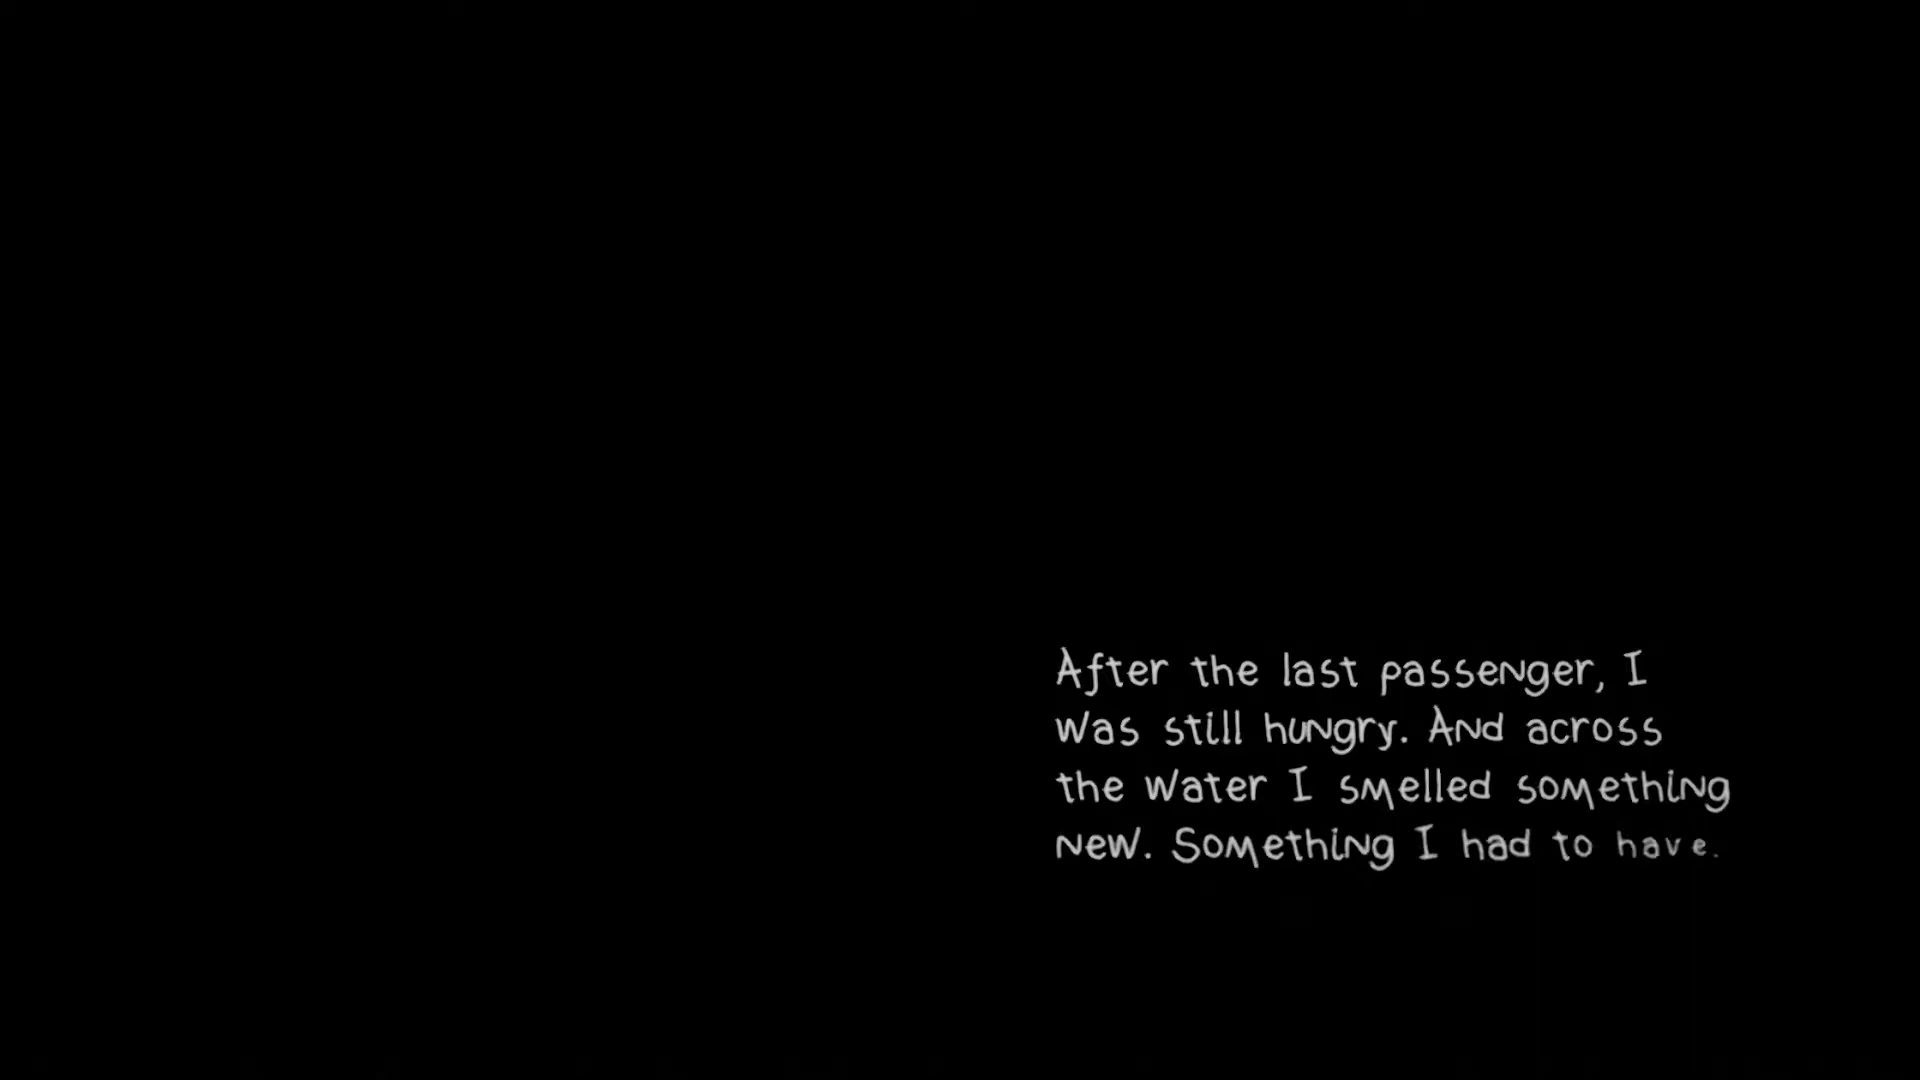 After the last passenger, I
was still hungry. And across
the water I smelled something
new. Something I had to have.